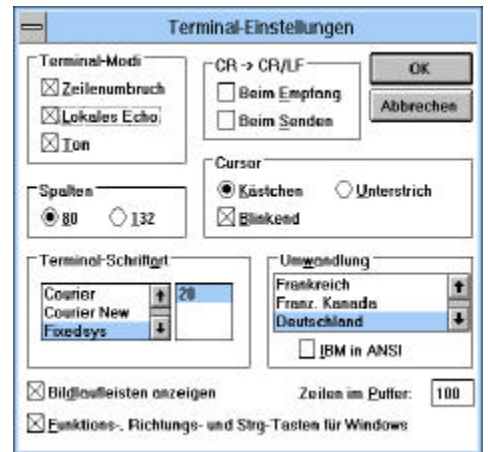 Terminal-Einstellungen
Terminal-Modi
Zeilenumbruch
Lokales Echo
Ton
CR -> CR/LF
Beim Empfang
Beim Senden
OK
Abbrechen
Spalten
80
132
Cursor
Kästchen
Unterstrich
Blinkend
Terminal-Schriftart
Courier
Courier New
Fixedsys
20
Umwandlung
Frankreich
Franz. Kanada
Deutschland
IBM in ANSI
Bildlaufleisten anzeigen
Zeilen im Puffer: 100
Funktions-, Richtungs- und Strg-Tasten für Windows